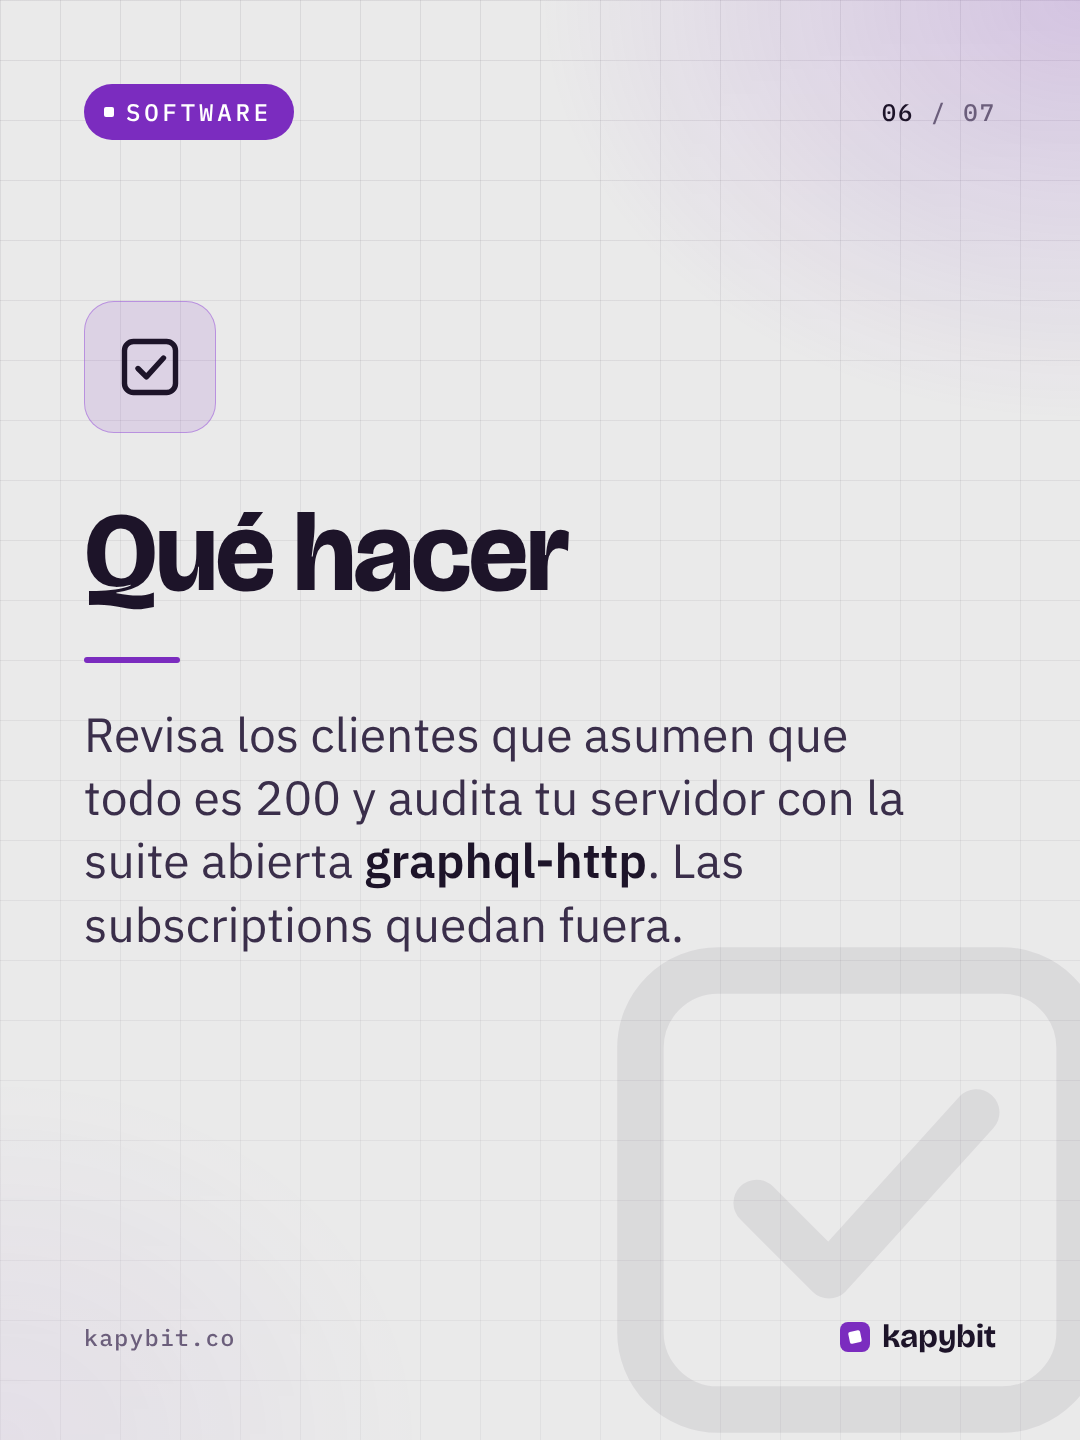 SOFTWARE
06 / 07
Qué hacer
Revisa los clientes que asumen que
todo es 200 y audita tu servidor con la
suite abierta graphql-http. Las
subscriptions quedan fuera.
kapybit.co
kapybit